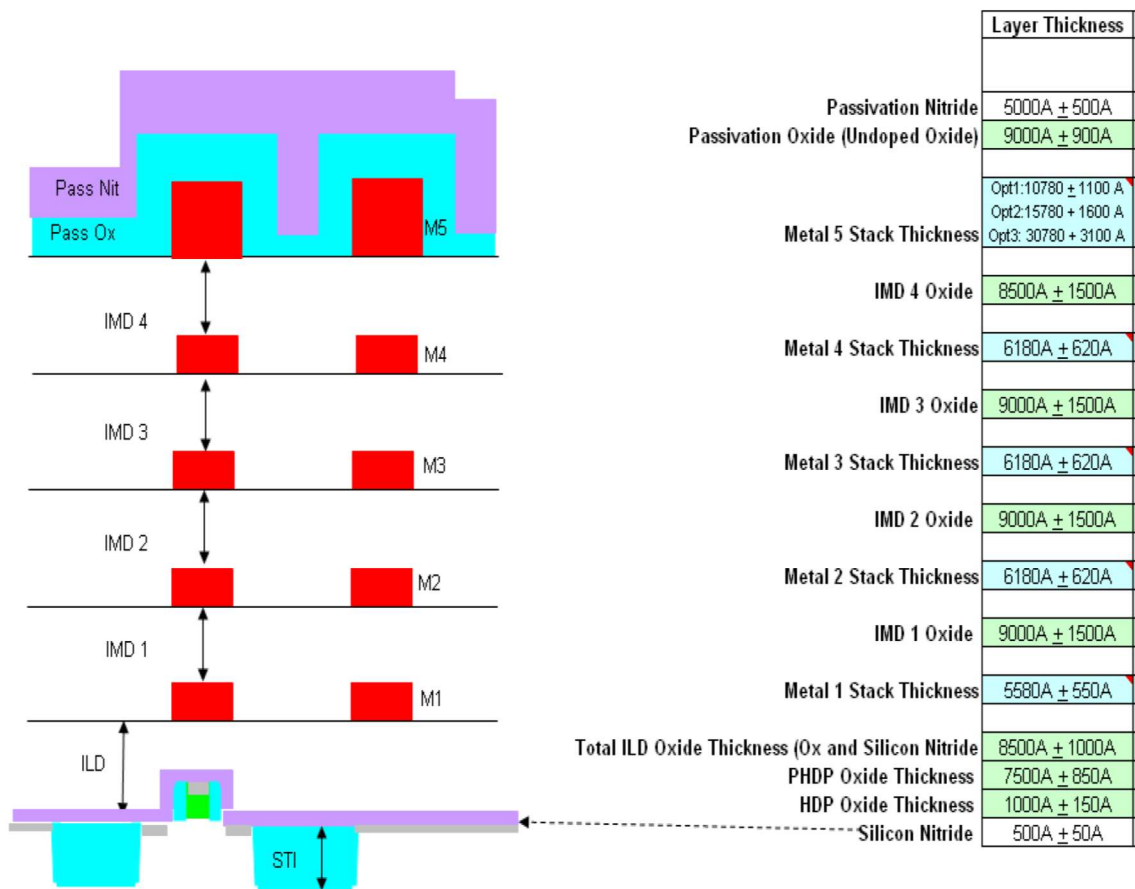 Layer Thickness
Passivation Nitride 5000A ± 500A
Passivation Oxide (Undoped Oxide) 9000A ± 900A
Pass Nit
Opt1:10780 ± 1100 A
Opt2:15780 + 1600 A
Pass Ox
M5
Metal 5 Stack Thickness Opt3: 30780 + 3100 A
IMD 4 Oxide 8500A ± 1500A
IMD 4
Metal 4 Stack Thickness 6180A ± 620A
M4
IMD 3 Oxide 9000A ± 1500A
IMD 3
Metal 3 Stack Thickness 6180A ± 620A
M3
IMD 2 Oxide 9000A ± 1500A
IMD 2
Metal 2 Stack Thickness 6180A ± 620A
M2
IMD 1 Oxide 9000A ± 1500A
IMD 1
Metal 1 Stack Thickness 5580A ± 550A
M1
Total ILD Oxide Thickness (Ox and Silicon Nitride 8500A ± 1000A
ILD
PHDP Oxide Thickness 7500A ± 850A
HDP Oxide Thickness 1000A ± 150A
Silicon Nitride 500A ± 50A
STI